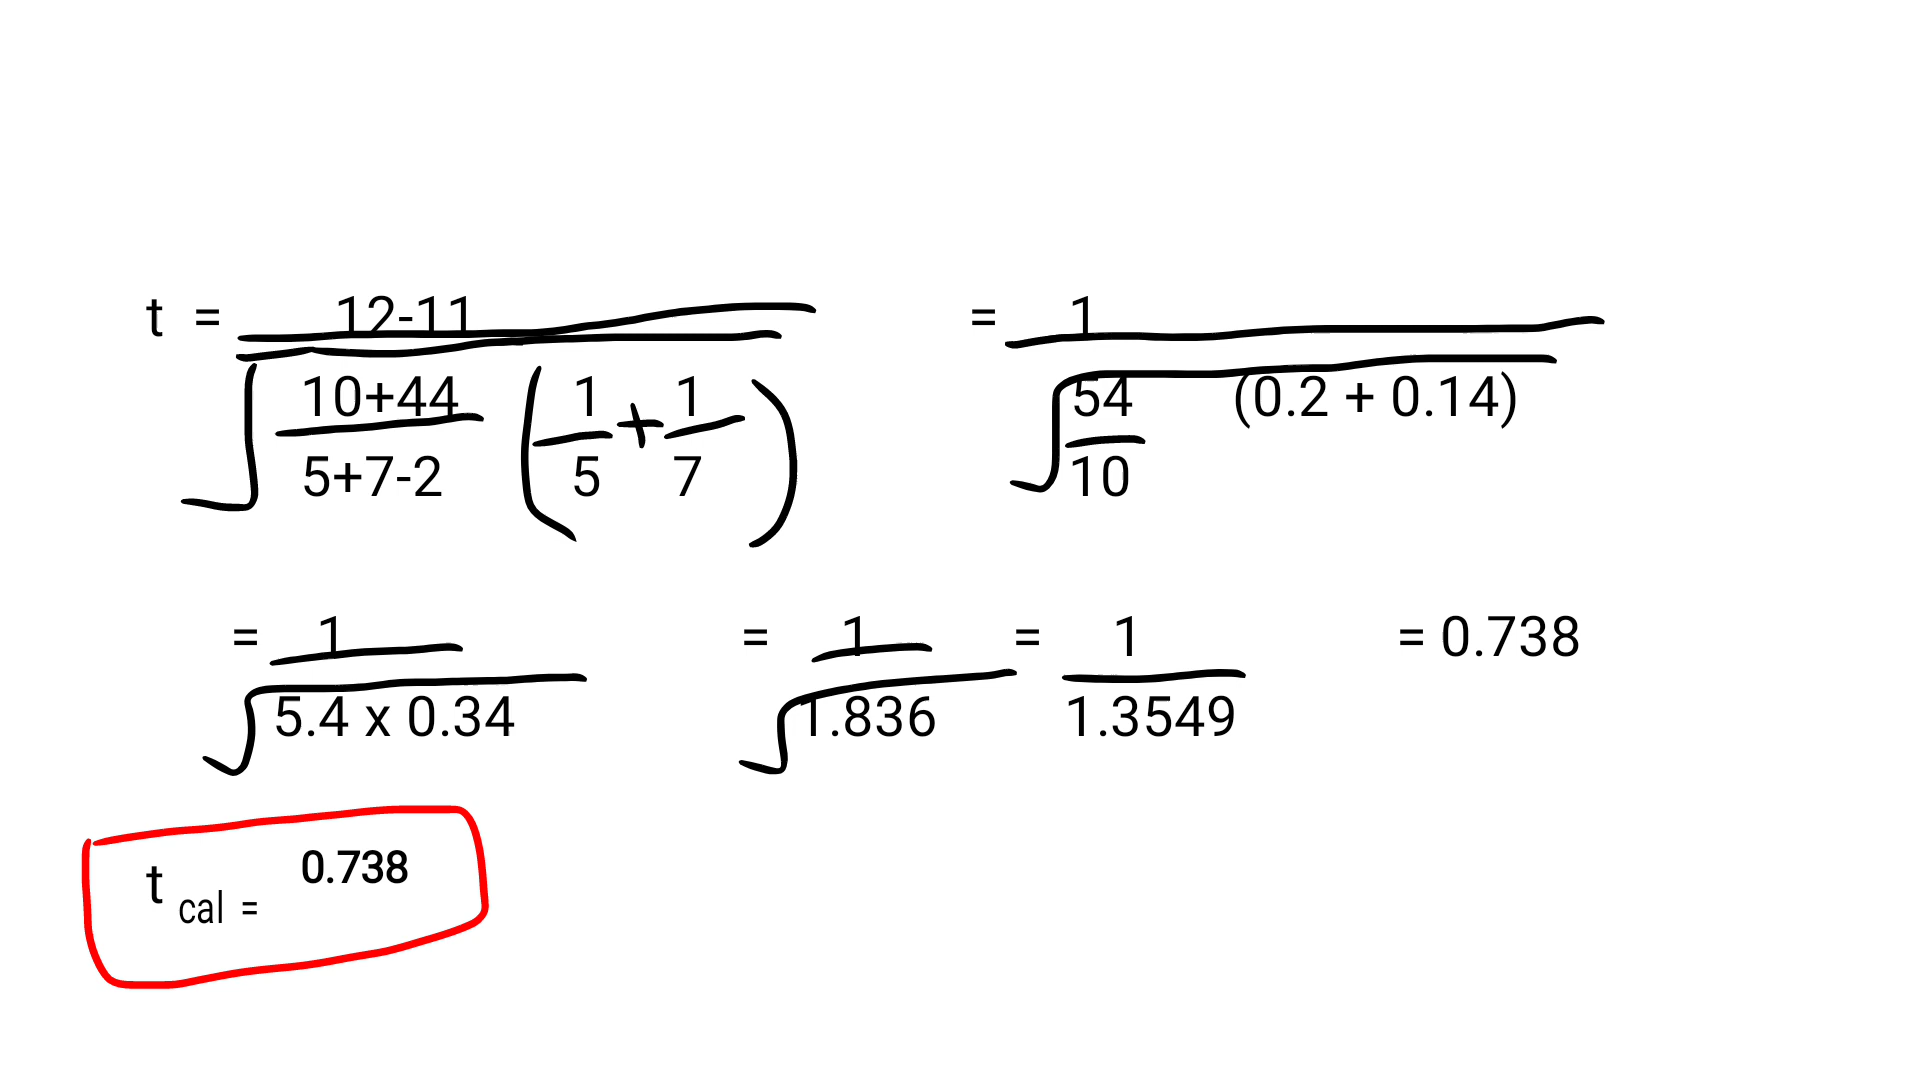 t = 12-11 = 1
10+44 ( 1 + 1 ) 54 (0.2 + 0.14)
5+7-2 5 7 10
= 1 = 1 = 1 = 0.738
√ 5.4 x 0.34 √ 1.836 1.3549
t cal = 0.738